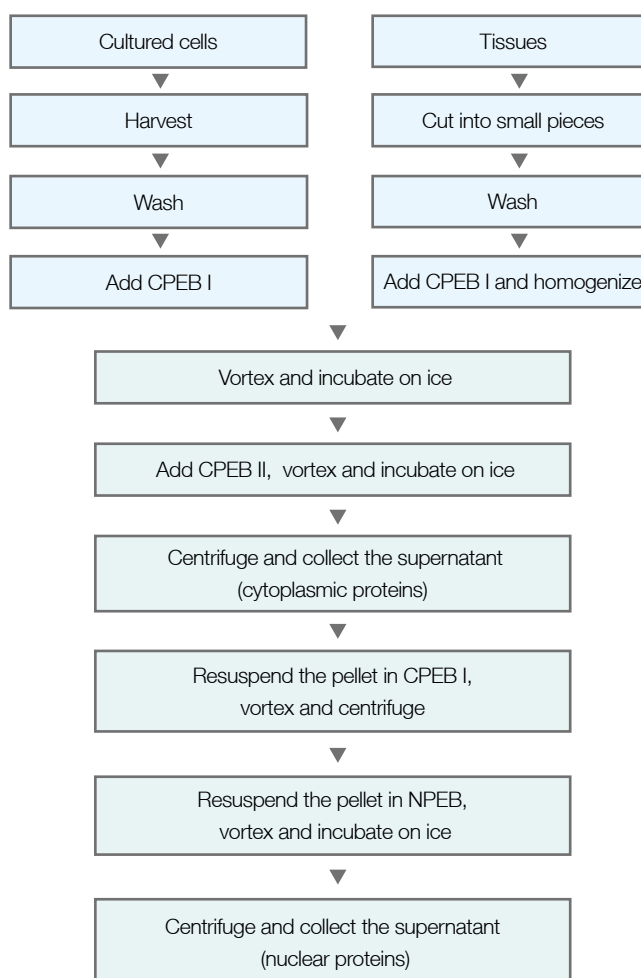 Cultured cells
Harvest
Wash
Add CPEB I
Tissues
Cut into small pieces
Wash
Add CPEB I and homogenize
Vortex and incubate on ice
Add CPEB II, vortex and incubate on ice
Centrifuge and collect the supernatant
(cytoplasmic proteins)
Resuspend the pellet in CPEB I,
vortex and centrifuge
Resuspend the pellet in NPEB,
vortex and incubate on ice
Centrifuge and collect the supernatant
(nuclear proteins)